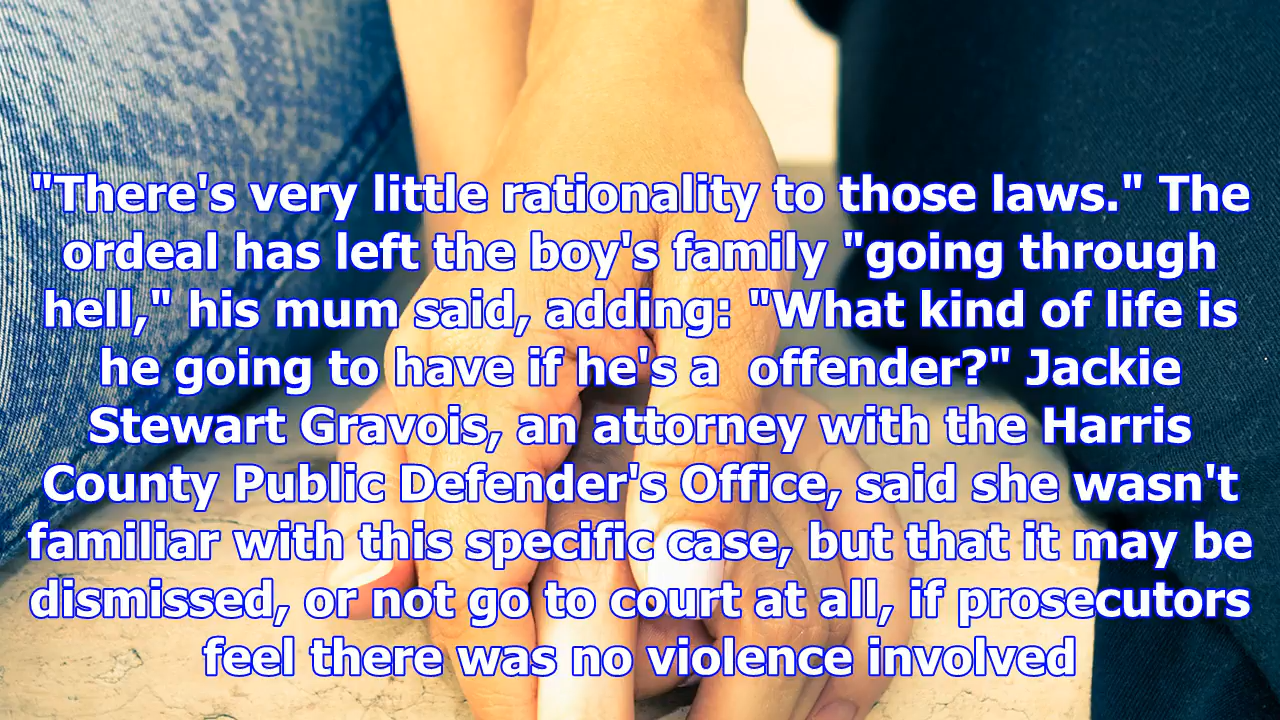 "There's very little rationality to those laws." The
ordeal has left the boy's family "going through
hell," his mum said, adding: "What kind of life is
he going to have if he's a  offender?" Jackie
Stewart Gravois, an attorney with the Harris
County Public Defender's Office, said she wasn't
familiar with this specific case, but that it may be
dismissed, or not go to court at all, if prosecutors
feel there was no violence involved